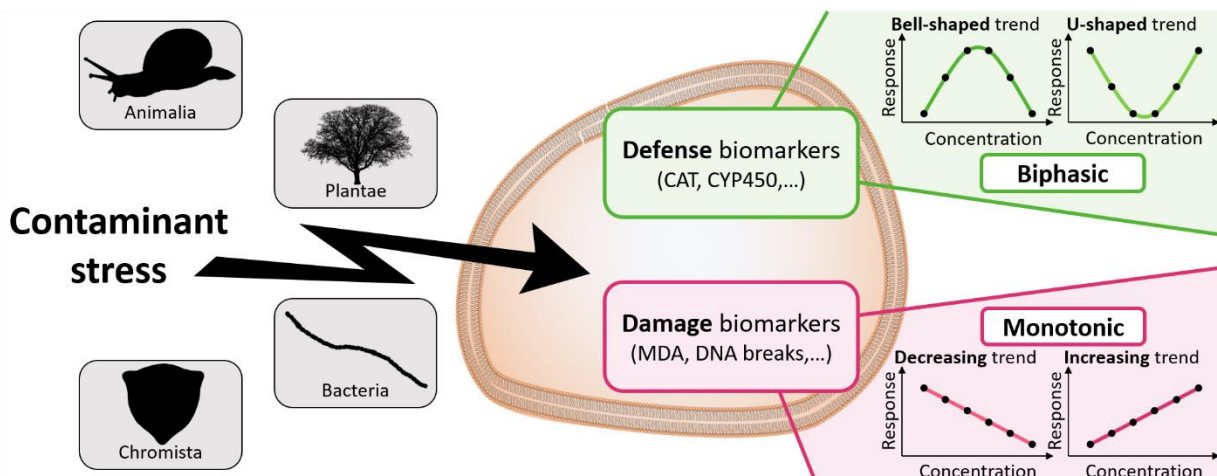 Animalia
Plantae
Contaminant
stress
Bacteria
Chromista
Defense biomarkers
(CAT, CYP450,...)
Damage biomarkers
(MDA, DNA breaks,...)
Bell-shaped trend
Response
Concentration
U-shaped trend
Response
Concentration
Biphasic
Monotonic
Decreasing trend
Response
Concentration
Increasing trend
Response
Concentration